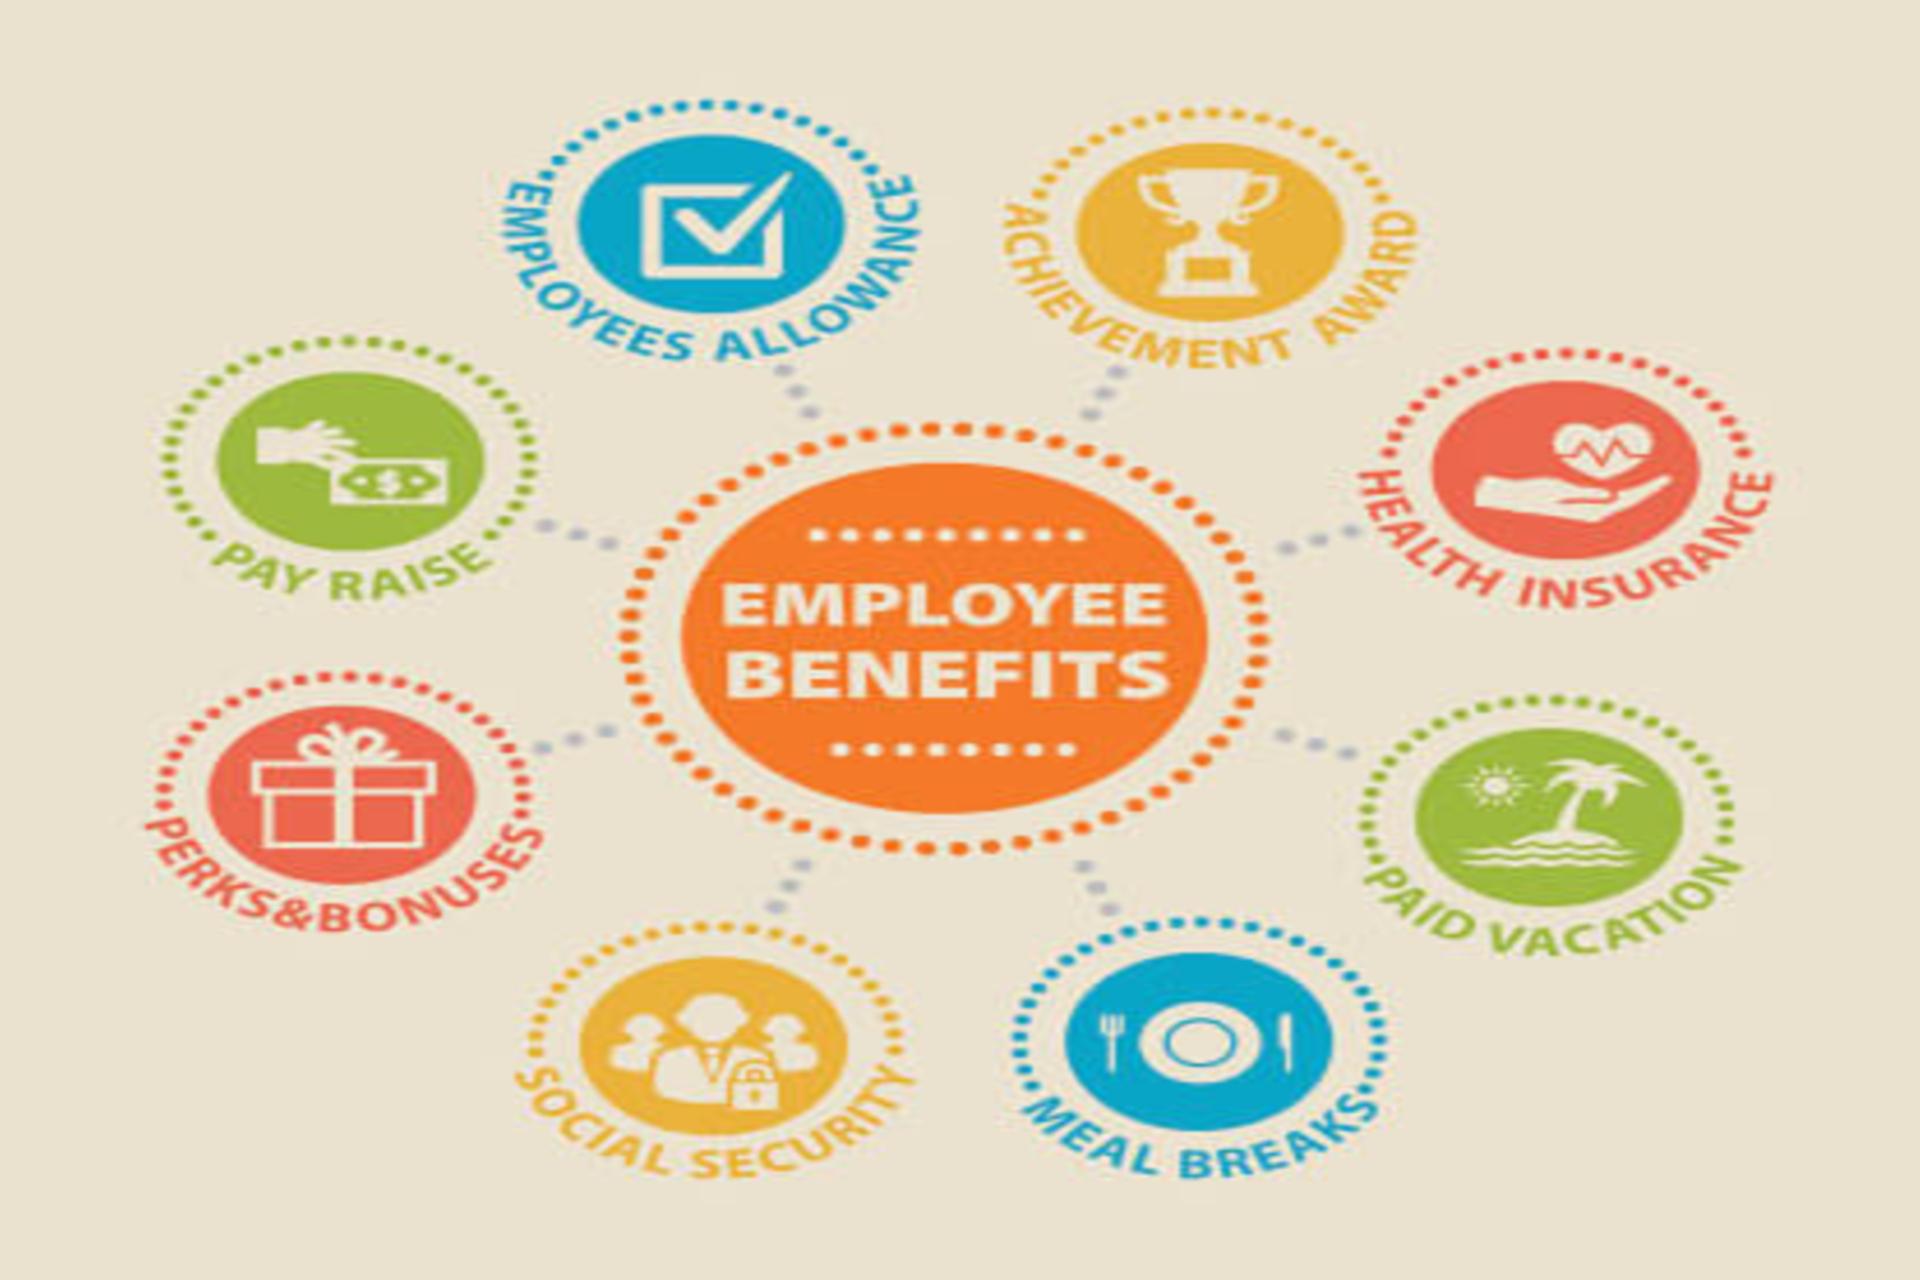 EMPLOYEES ALLOWANCE
ACHIEVEMENT AWARD
PAY RAISE
HEALTH INSURANCE
EMPLOYEE
BENEFITS
PERKS&BONUSES
PAID VACATION
SOCIAL SECURITY
MEAL BREAKS